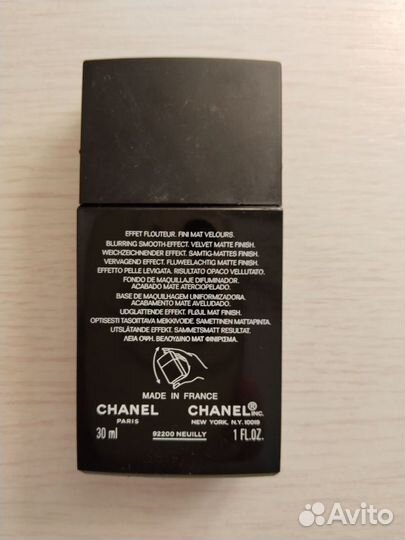 EFFET FLOUTEUR. FINI MAT VELOURS.
BLURRING SMOOTH-EFFECT. VELVET MATTE FINISH.
WEICHZEICHNENDER EFFEKT. SAMTIG-MATTES FINISH.
VERVAGEND EFFECT. FLUWEELACHTIG MATTE FINISH.
EFFETTO PELLE LEVIGATA. RISULTATO OPACO VELLUTATO.
FONDO DE MAQUILLAJE DIFUMINADOR.
ACABADO MATE ATERCIOPELADO.
BASE DE MAQUILHAGEM UNIFORMIZADORA.
ACABAMENTO MATE AVELUDADO.
UDGLATTENDE EFFEKT. FLØJL MAT FINISH.
OPTISESTI TASOITTAVA MEIKKIVOIDE. SAMETTINEN MATTAPINTA.
UTSLÄTANDE EFFEKT. SAMMETSMATT RESULTAT.
ΛΕΙΑ ΟΨΗ. ΒΕΛΟΥΔΙΝΟ ΜΑΤ ΦΙΝΙΡΙΣΜΑ.
MADE IN FRANCE
CHANEL CHANEL® INC.
PARIS NEW YORK, N.Y. 10019
30 ml 92200 NEUILLY 1 FL.OZ.
Avito